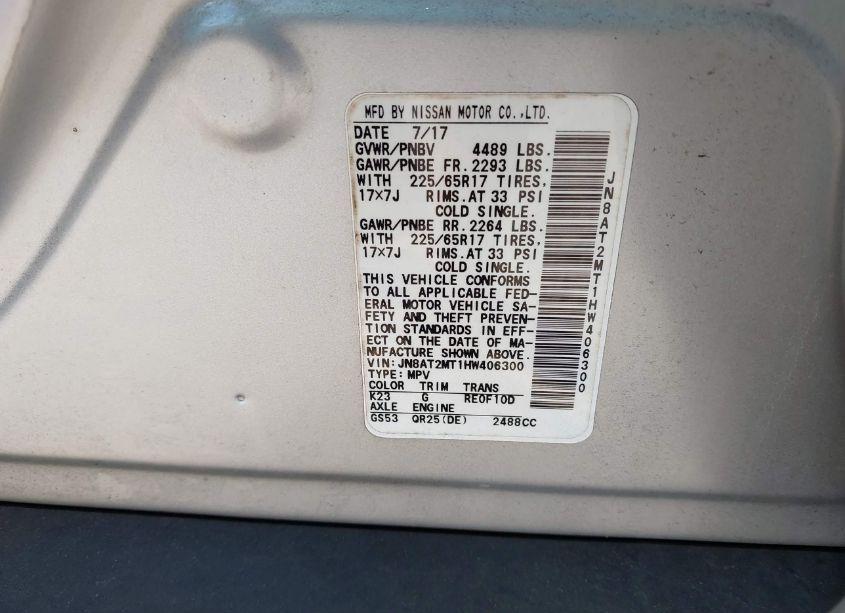 MFD BY NISSAN MOTOR CO.,LTD.
DATE 7/17
GVWR/PNBV 4489 LBS.
GAWR/PNBE FR. 2293 LBS.
WITH 225/65R17 TIRES,
17×7J RIMS. AT 33 PSI
COLD SINGLE.
GAWR/PNBE RR. 2264 LBS.
WITH 225/65R17 TIRES,
17×7J RIMS. AT 33 PSI
COLD SINGLE.
THIS VEHICLE CONFORMS
TO ALL APPLICABLE FED-
ERAL MOTOR VEHICLE SA-
FETY AND THEFT PREVEN-
TION STANDARDS IN EFF-
ECT ON THE DATE OF MA-
NUFACTURE SHOWN ABOVE.
VIN: JN8AT2MT1HW406300
TYPE: MPV
COLOR TRIM TRANS
K23 G RE0F10D
AXLE ENGINE
GS53 QR25(DE) 2488CC
JN8AT2MT1HW406300